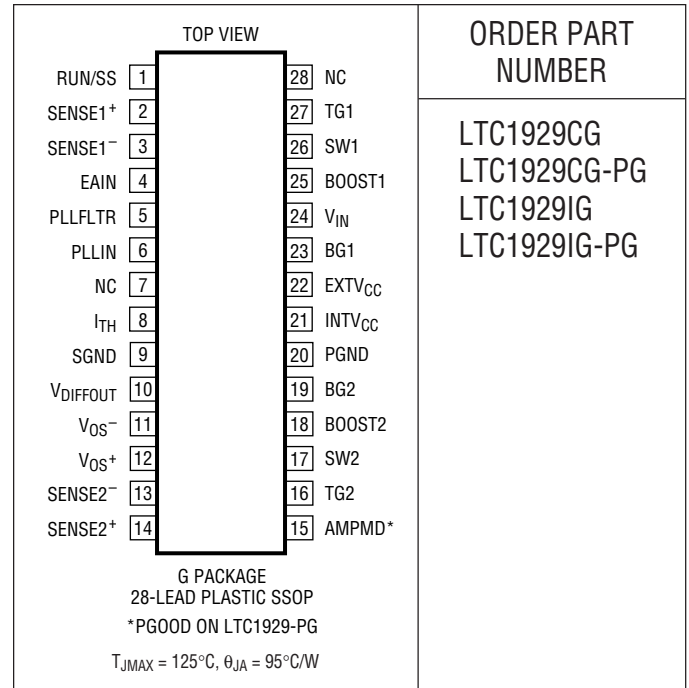 TOP VIEW
RUN/SS 1
SENSE1+ 2
SENSE1– 3
EAIN 4
PLLFLTR 5
PLLIN 6
NC 7
ITH 8
SGND 9
VDIFFOUT 10
VOS– 11
VOS+ 12
SENSE2– 13
SENSE2+ 14
28 NC
27 TG1
26 SW1
25 BOOST1
24 VIN
23 BG1
22 EXTVCC
21 INTVCC
20 PGND
19 BG2
18 BOOST2
17 SW2
16 TG2
15 AMPMD*
G PACKAGE
28-LEAD PLASTIC SSOP
*PGOOD ON LTC1929-PG
TJMAX = 125°C, θJA = 95°C/W
ORDER PART
NUMBER
LTC1929CG
LTC1929CG-PG
LTC1929IG
LTC1929IG-PG